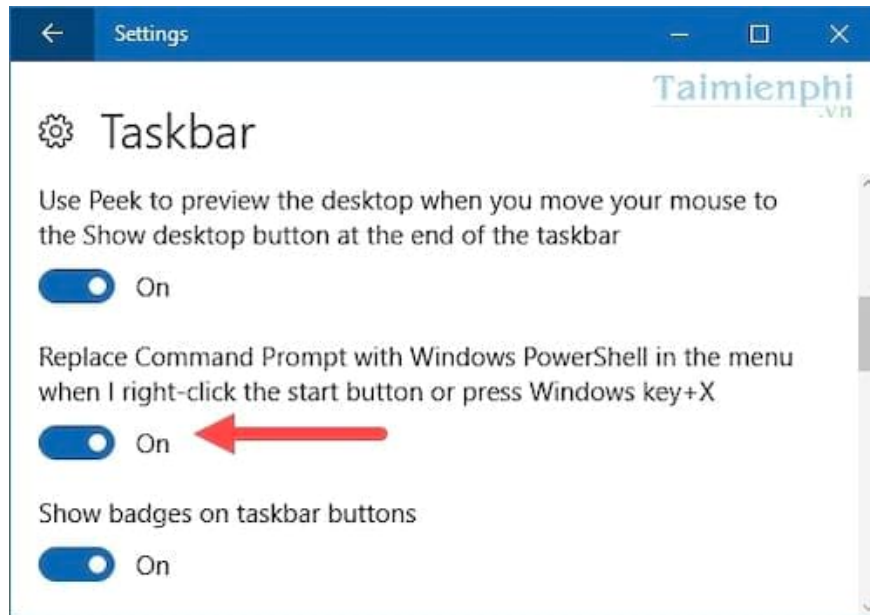 Settings
Taimienphi
.vn
Taskbar
Use Peek to preview the desktop when you move your mouse to
the Show desktop button at the end of the taskbar
On
Replace Command Prompt with Windows PowerShell in the menu
when I right-click the start button or press Windows key+X
On
Show badges on taskbar buttons
On